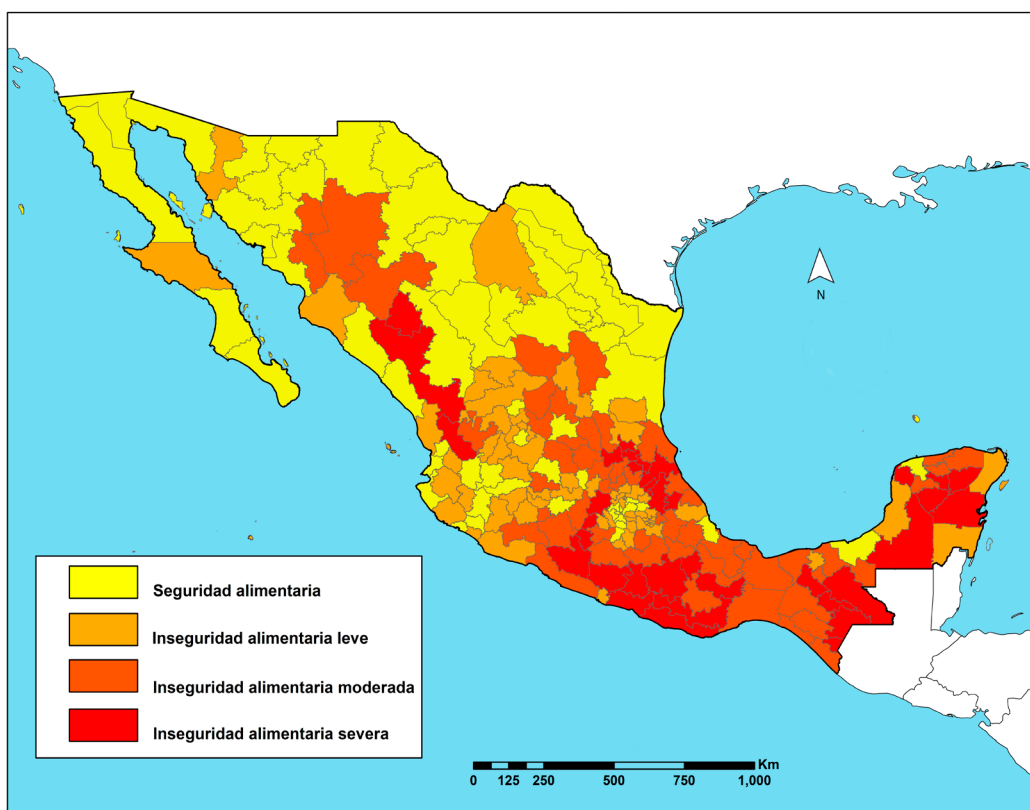 N
Seguridad alimentaria
Inseguridad alimentaria leve
Inseguridad alimentaria moderada
Inseguridad alimentaria severa
Km
0 125 250 500 750 1,000